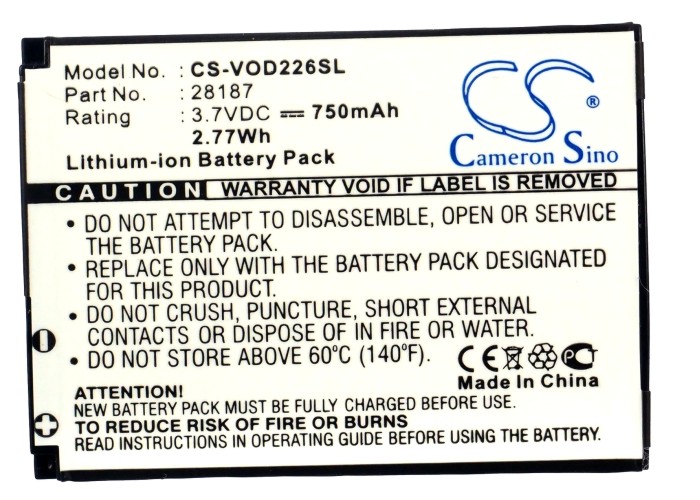 Model No. : CS-VOD226SL
Part No. : 28187
Rating : 3.7VDC 750mAh
2.77Wh
Lithium-ion Battery Pack
CS ®
Cameron Sino
CAUTION WARRANTY VOID IF LABEL IS REMOVED.
• DO NOT ATTEMPT TO DISASSEMBLE, OPEN OR SERVICE
THE BATTERY PACK.
• REPLACE ONLY WITH THE BATTERY PACK DESIGNATED
FOR THIS PRODUCT.
• DO NOT CRUSH, PUNCTURE, SHORT EXTERNAL
CONTACTS OR DISPOSE OF IN FIRE OR WATER.
• DO NOT STORE ABOVE 60°C (140°F).
CE PC
Made In China
ATTENTION!
NEW BATTERY PACK MUST BE FULLY CHARGED BEFORE USE
TO REDUCE RISK OF FIRE OR BURNS
READ INSTRUCTIONS IN OPERATING GUIDE BEFORE USING THE BATTERY.